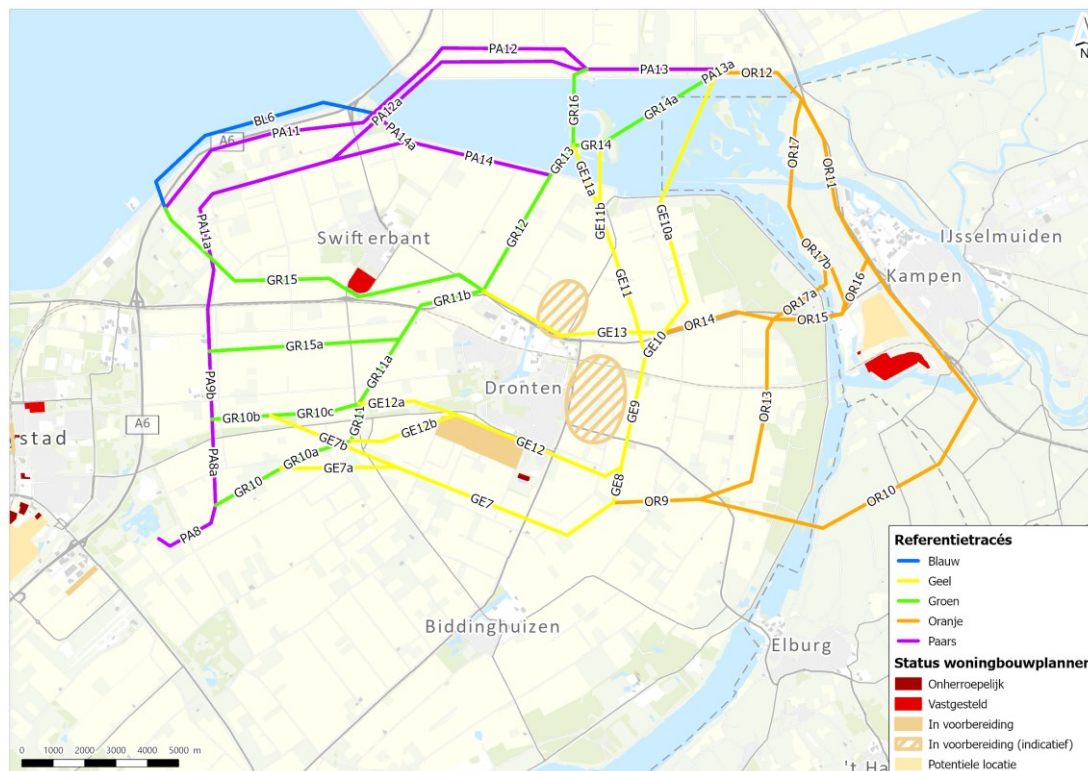 N
PA12
PA13
PA13a
OR12
BL6
PA11
PA12a
PA14a
PA14
GR16
GR14a
GR14
GR13
GE11a
GE11b
GE10a
OR17
OR11
A6
PA11a
Swifterbant
GR12
GR15
GR11b
GE11
GE13
GE10
OR14
OR17b
OR17a
OR16
OR15
IJsselmuiden
Kampen
GR15a
GR11a
PA9b
Dronten
GE9
OR13
GR10b
GR10c
GR11
GE12a
GE12b
GE12
A6
stad
PA8a
GR10
GR10a
GE7b
GE7a
GE7
GE8
OR9
OR10
PA8
Biddinghuizen
Elburg
't Ha
Referentietracés
Blauw
Geel
Groen
Oranje
Paars
Status woningbouwplannen
Onherroepelijk
Vastgesteld
In voorbereiding
In voorbereiding (indicatief)
Potentiele locatie
0 1000 2000 3000 4000 5000 m